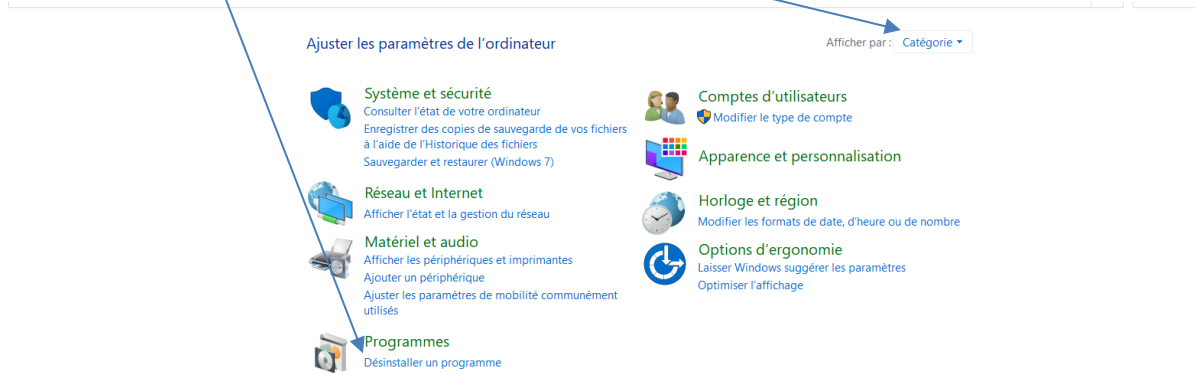 Ajuster les paramètres de l'ordinateur
Afficher par : Catégorie
Système et sécurité
Consulter l'état de votre ordinateur
Enregistrer des copies de sauvegarde de vos fichiers
à l'aide de l'Historique des fichiers
Sauvegarder et restaurer (Windows 7)
Réseau et Internet
Afficher l'état et la gestion du réseau
Matériel et audio
Afficher les périphériques et imprimantes
Ajouter un périphérique
Ajuster les paramètres de mobilité communément
utilisés
Programmes
Désinstaller un programme
Comptes d'utilisateurs
Modifier le type de compte
Apparence et personnalisation
Horloge et région
Modifier les formats de date, d'heure ou de nombre
Options d'ergonomie
Laisser Windows suggérer les paramètres
Optimiser l'affichage